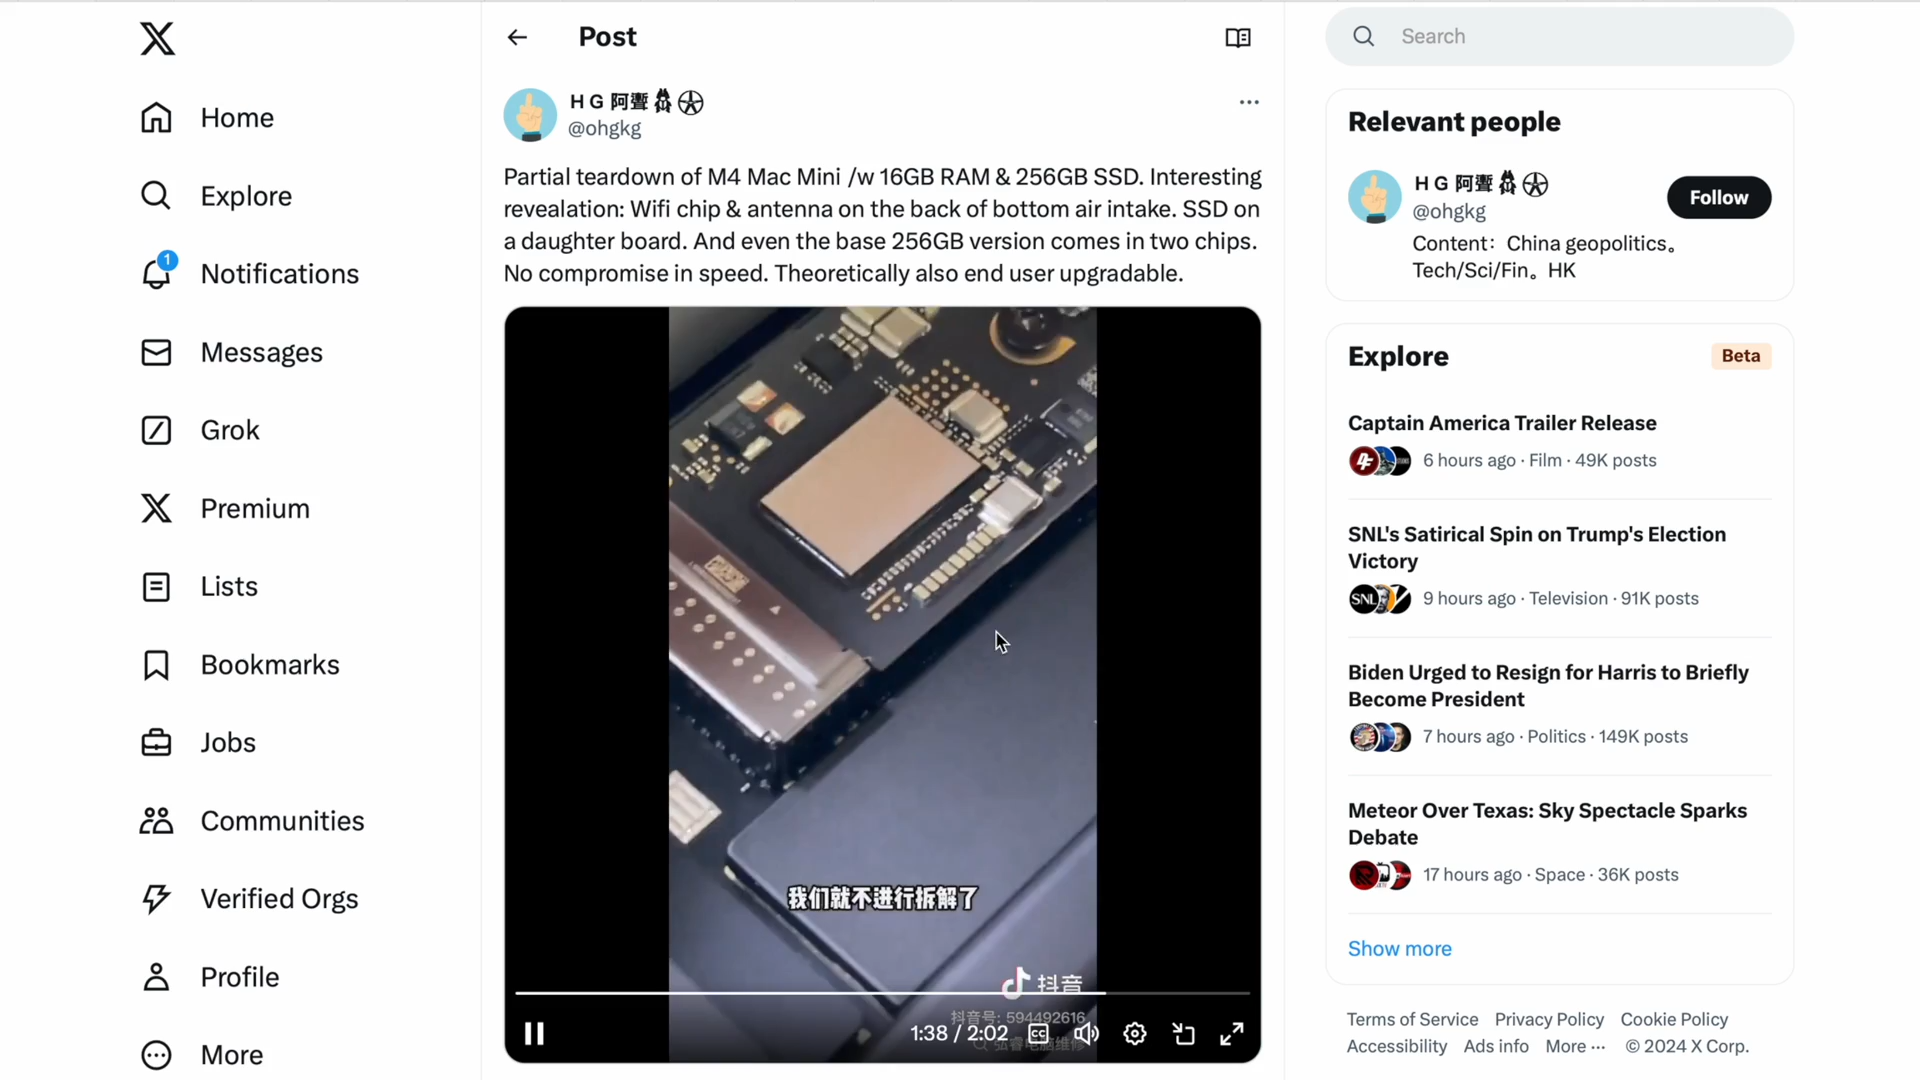 Home
Explore
1
Notifications
Messages
Grok
Premium
Lists
Bookmarks
Jobs
Communities
Verified Orgs
Profile
More
Post
H G 阿聾
@ohgkg
Partial teardown of M4 Mac Mini /w 16GB RAM & 256GB SSD. Interesting
revealation: Wifi chip & antenna on the back of bottom air intake. SSD on
a daughter board. And even the base 256GB version comes in two chips.
No compromise in speed. Theoretically also end user upgradable.
我们就不进行拆解了
抖音
抖音号: 594492616
1:38 / 2:02
CC
Search
Relevant people
H G 阿聾
@ohgkg
Follow
Content：China geopolitics。
Tech/Sci/Fin。HK
Explore
Beta
Captain America Trailer Release
6 hours ago · Film · 49K posts
SNL's Satirical Spin on Trump's Election
Victory
SNL
9 hours ago · Television · 91K posts
Biden Urged to Resign for Harris to Briefly
Become President
7 hours ago · Politics · 149K posts
Meteor Over Texas: Sky Spectacle Sparks
Debate
17 hours ago · Space · 36K posts
Show more
Terms of Service Privacy Policy Cookie Policy
Accessibility Ads info More ··· © 2024 X Corp.